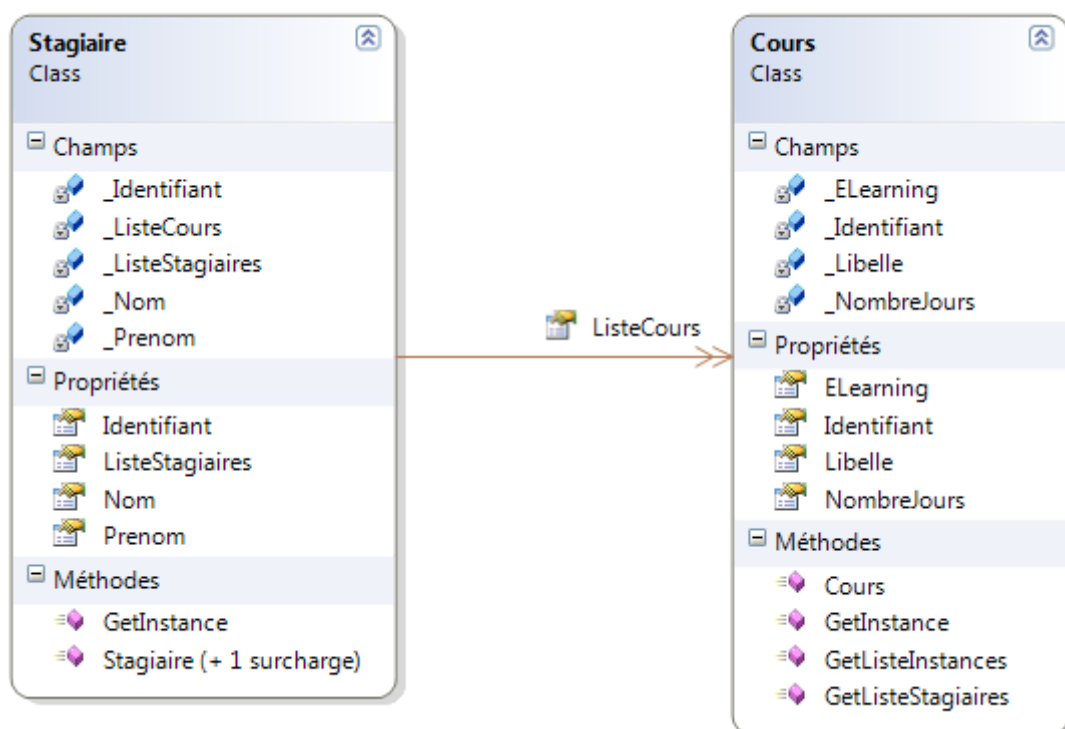 Stagiaire
Class
Champs
_Identifiant
_ListeCours
_ListeStagiaires
_Nom
_Prenom
Propriétés
Identifiant
ListeStagiaires
Nom
Prenom
Méthodes
GetInstance
Stagiaire (+ 1 surcharge)
ListeCours
Cours
Class
Champs
_ELearning
_Identifiant
_Libelle
_NombreJours
Propriétés
ELearning
Identifiant
Libelle
NombreJours
Méthodes
Cours
GetInstance
GetListeInstances
GetListeStagiaires